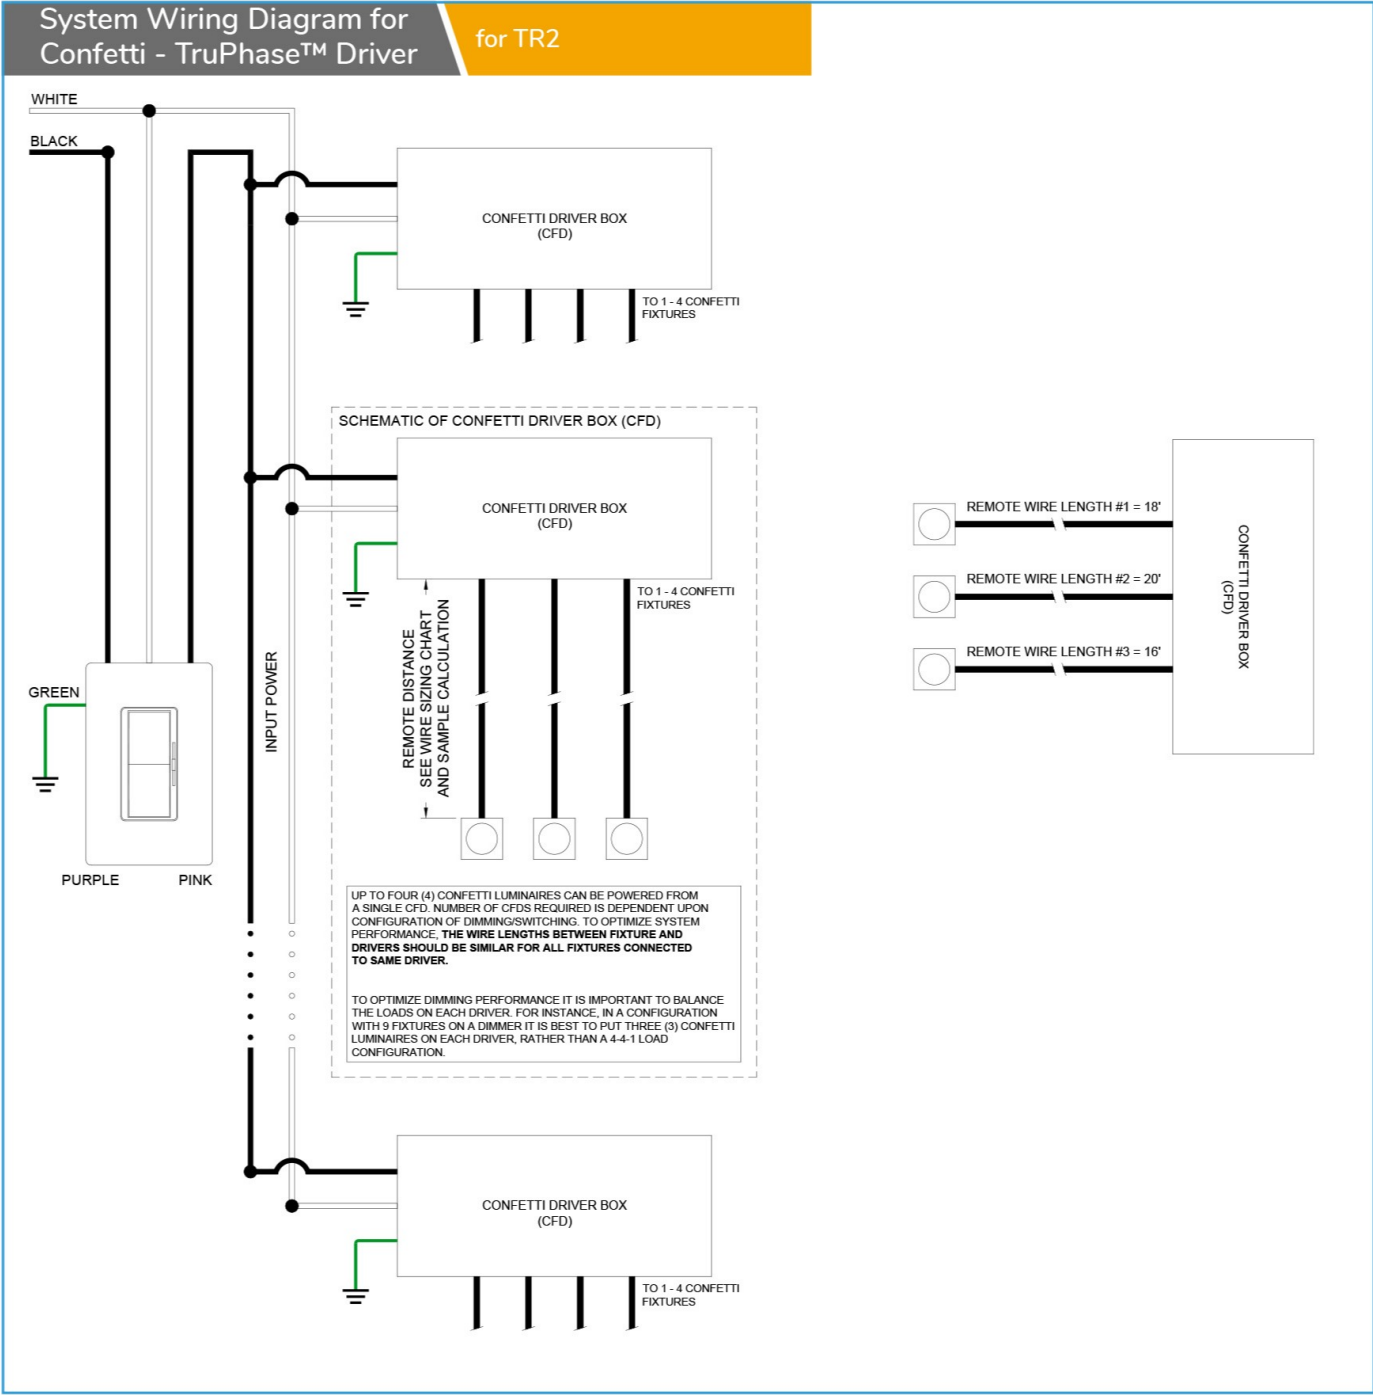 System Wiring Diagram for
Confetti - TruPhase™ Driver
for TR2
WHITE
BLACK
CONFETTI DRIVER BOX
(CFD)
TO 1 - 4 CONFETTI
FIXTURES
SCHEMATIC OF CONFETTI DRIVER BOX (CFD)
CONFETTI DRIVER BOX
(CFD)
TO 1 - 4 CONFETTI
FIXTURES
REMOTE DISTANCE
SEE WIRE SIZING CHART
AND SAMPLE CALCULATION
INPUT POWER
GREEN
PURPLE
PINK
REMOTE WIRE LENGTH #1 = 18'
REMOTE WIRE LENGTH #2 = 20'
REMOTE WIRE LENGTH #3 = 16'
CONFETTI DRIVER BOX
(CFD)
UP TO FOUR (4) CONFETTI LUMINAIRES CAN BE POWERED FROM
A SINGLE CFD. NUMBER OF CFDS REQUIRED IS DEPENDENT UPON
CONFIGURATION OF DIMMING/SWITCHING. TO OPTIMIZE SYSTEM
PERFORMANCE, THE WIRE LENGTHS BETWEEN FIXTURE AND
DRIVERS SHOULD BE SIMILAR FOR ALL FIXTURES CONNECTED
TO SAME DRIVER.
TO OPTIMIZE DIMMING PERFORMANCE IT IS IMPORTANT TO BALANCE
THE LOADS ON EACH DRIVER. FOR INSTANCE, IN A CONFIGURATION
WITH 9 FIXTURES ON A DIMMER IT IS BEST TO PUT THREE (3) CONFETTI
LUMINAIRES ON EACH DRIVER, RATHER THAN A 4-4-1 LOAD
CONFIGURATION.
CONFETTI DRIVER BOX
(CFD)
TO 1 - 4 CONFETTI
FIXTURES